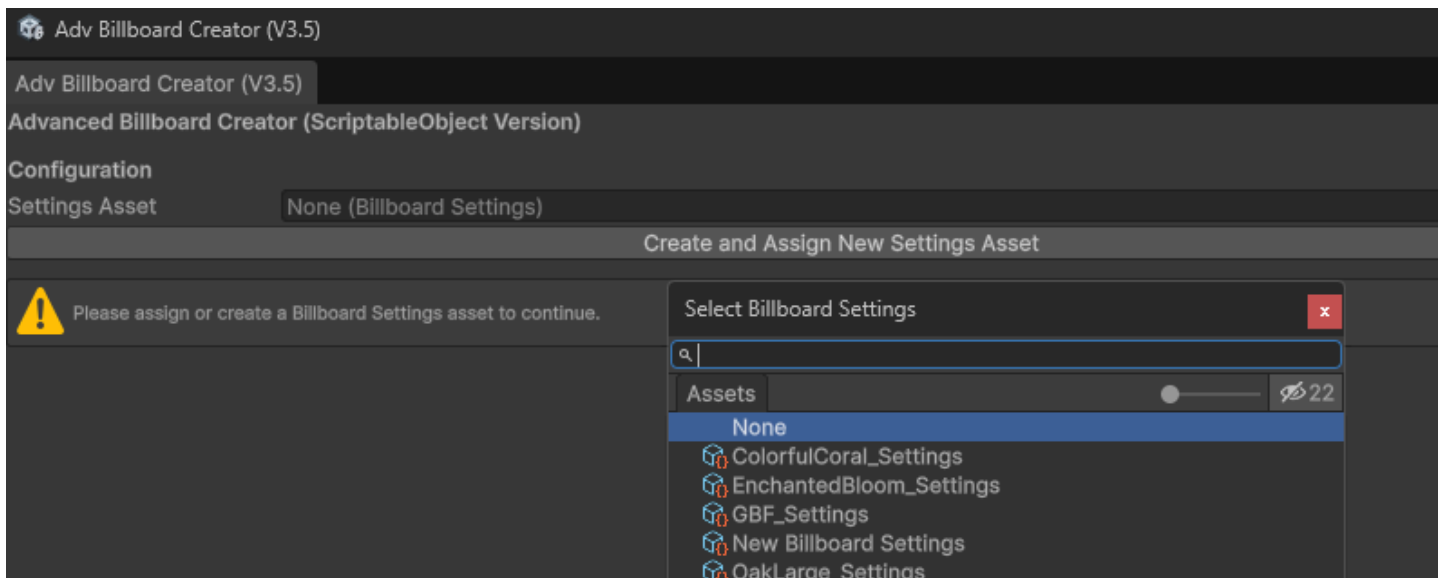 Adv Billboard Creator (V3.5)
Adv Billboard Creator (V3.5)
Advanced Billboard Creator (ScriptableObject Version)
Configuration
Settings Asset None (Billboard Settings)
Create and Assign New Settings Asset
Please assign or create a Billboard Settings asset to continue.
Select Billboard Settings
Assets 22
None
ColorfulCoral_Settings
EnchantedBloom_Settings
GBF_Settings
New Billboard Settings
OakLarge_Settings